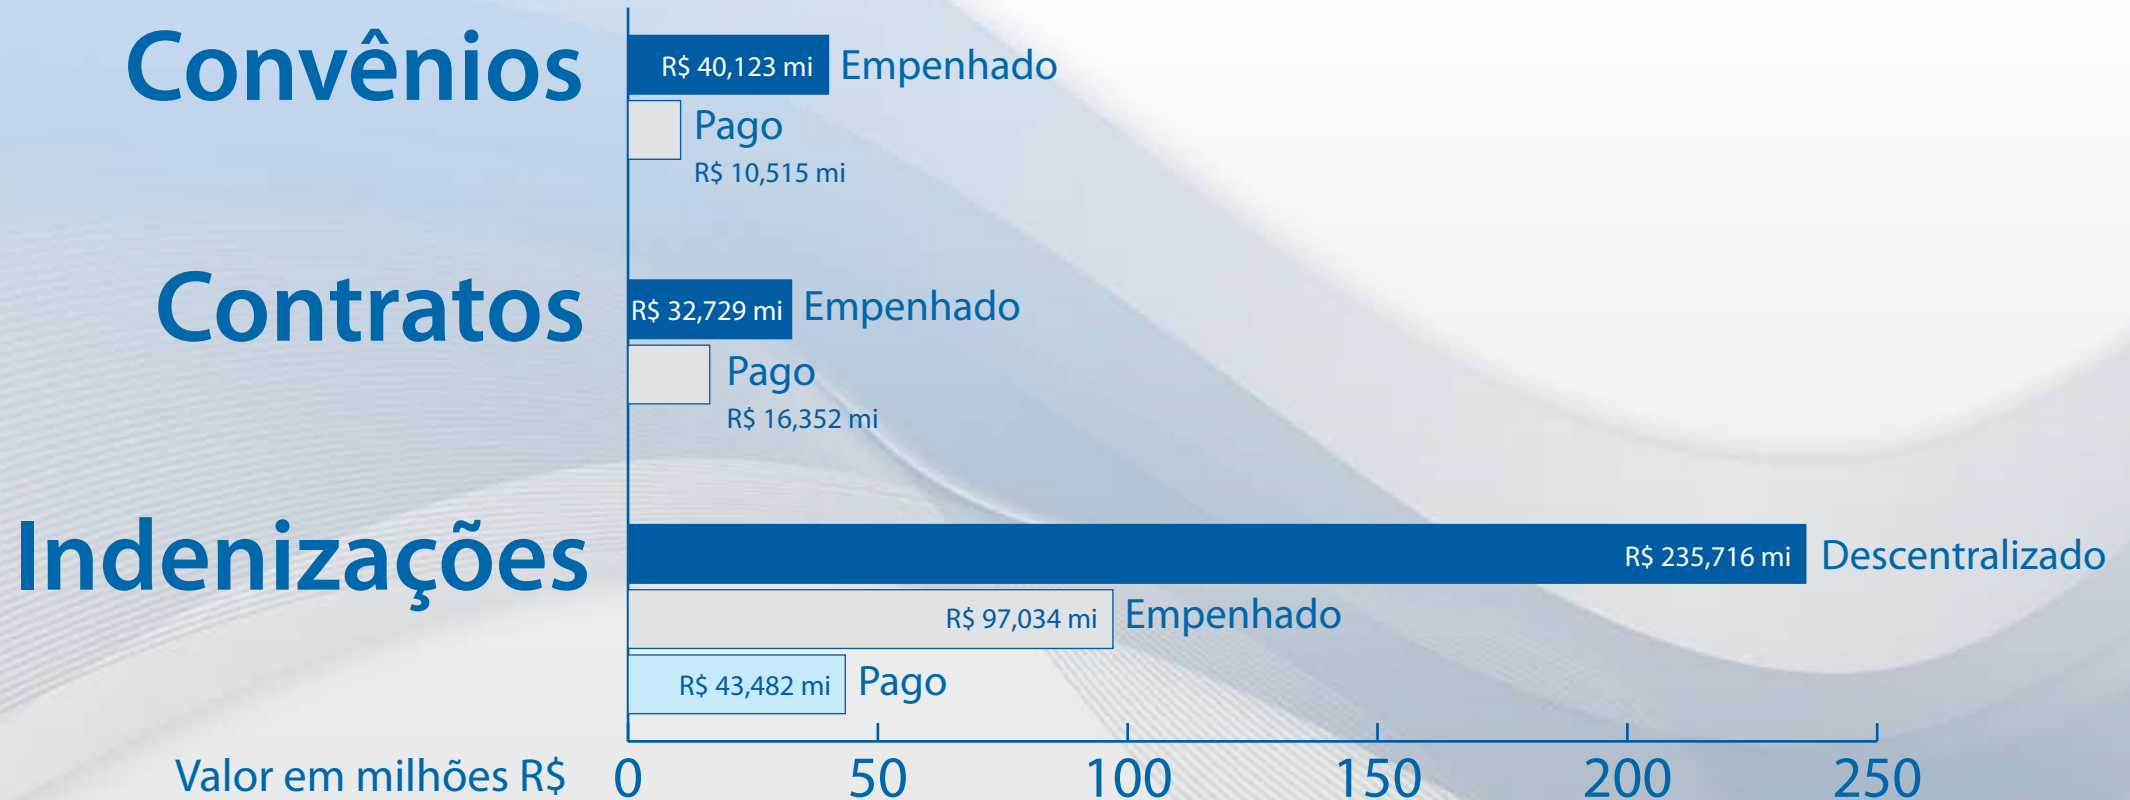 Convênios
R$ 40,123 mi Empenhado
Pago
R$ 10,515 mi
Contratos
R$ 32,729 mi Empenhado
Pago
R$ 16,352 mi
Indenizações
R$ 235,716 mi Descentralizado
R$ 97,034 mi Empenhado
R$ 43,482 mi Pago
Valor em milhões R$ 0 50 100 150 200 250